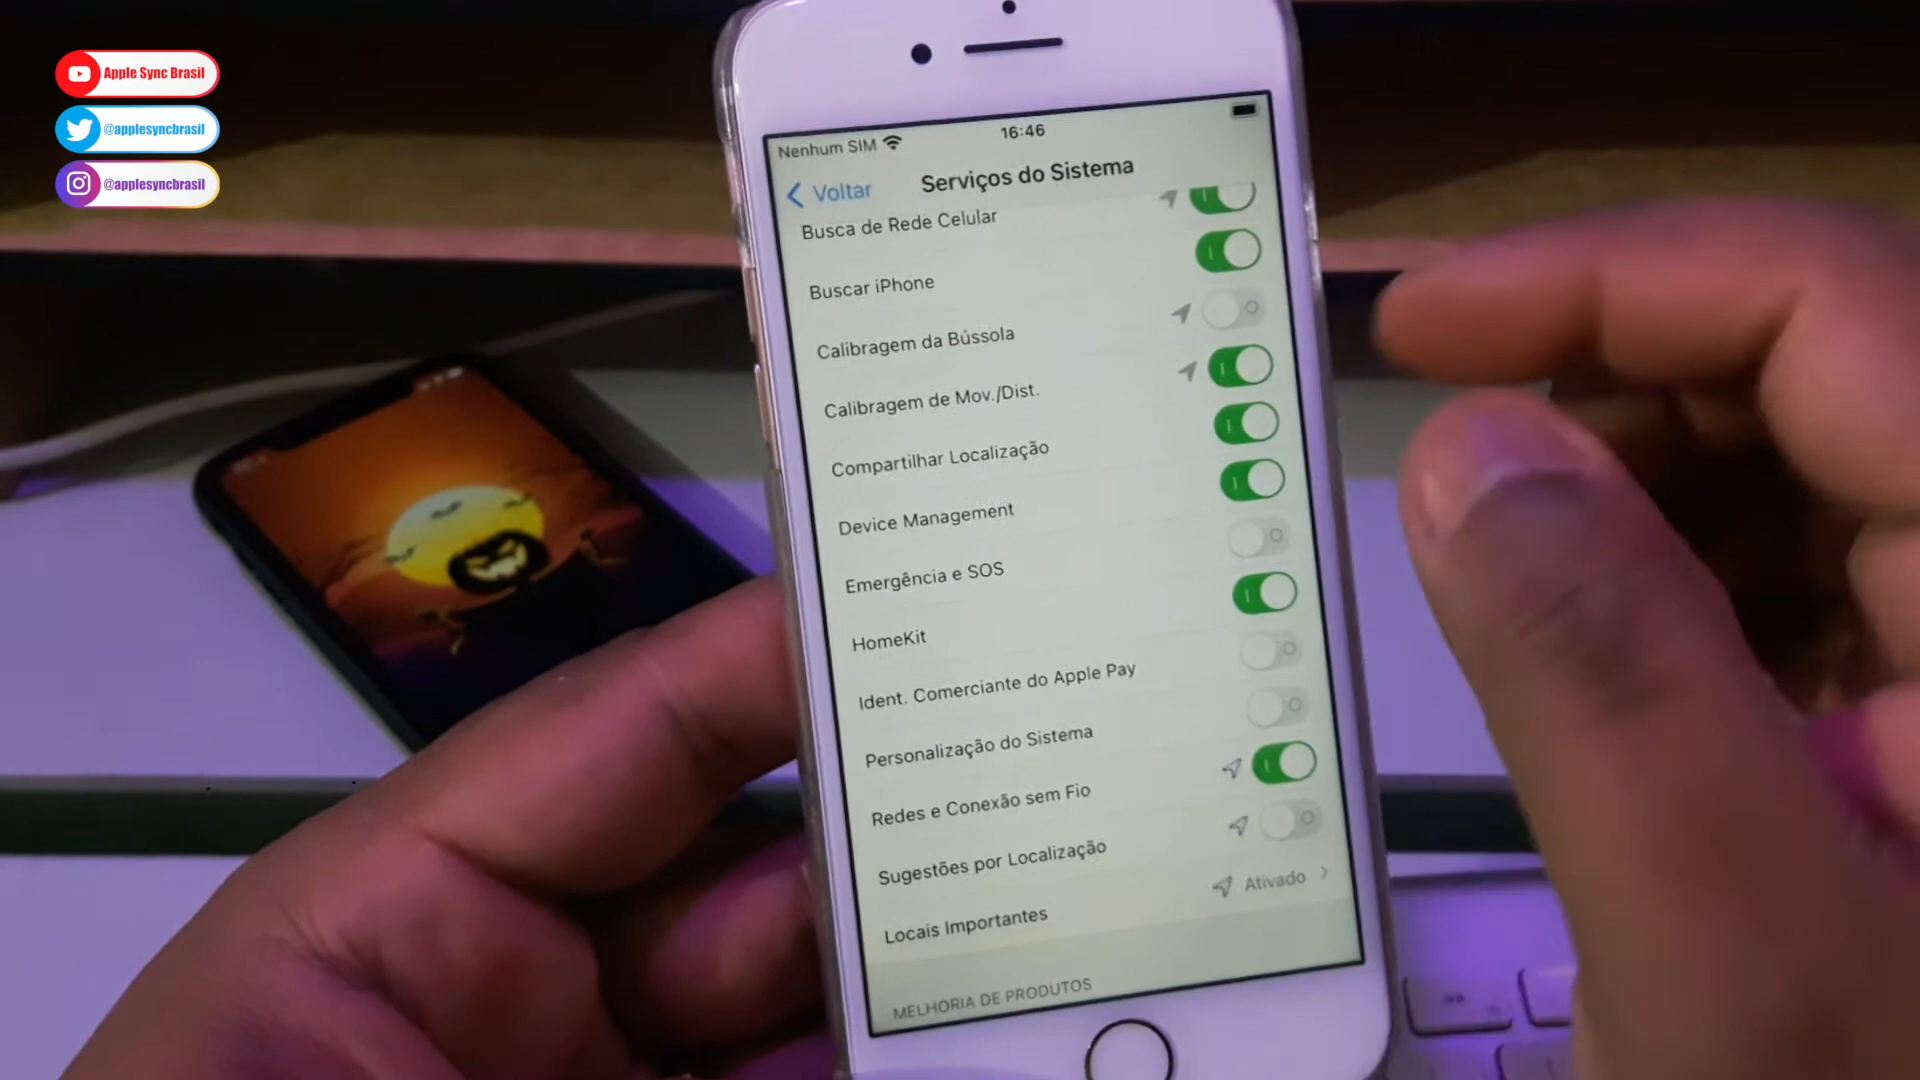 Apple Sync Brasil
@applesyncbrasil
@applesyncbrasil
Nenhum SIM 16:46
Voltar Serviços do Sistema
Busca de Rede Celular
Buscar iPhone
Calibragem da Bússola
Calibragem de Mov./Dist.
Compartilhar Localização
Device Management
Emergência e SOS
HomeKit
Ident. Comerciante do Apple Pay
Personalização do Sistema
Redes e Conexão sem Fio
Sugestões por Localização
Locais Importantes Ativado
MELHORIA DE PRODUTOS